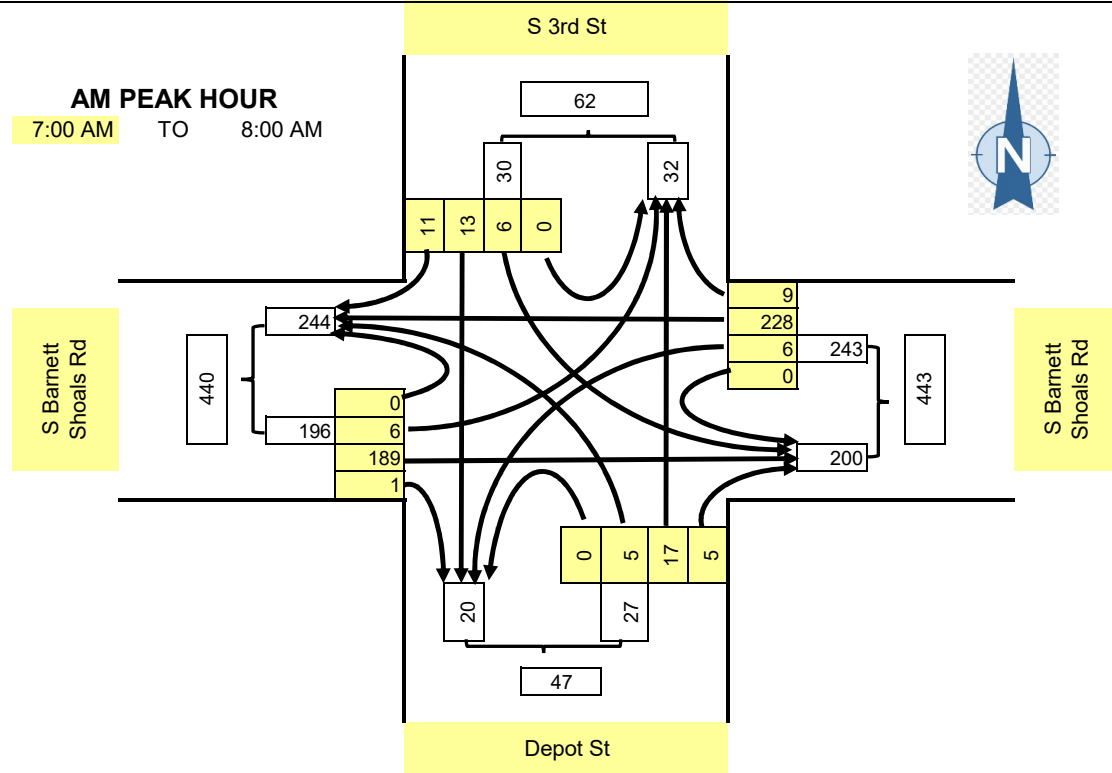 S 3rd St
AM PEAK HOUR
7:00 AM TO 8:00 AM
N
62
30
32
11 13 6 0
9
228
6 243
0
244
440
0
196 6
189
1
200
443
S Barnett
Shoals Rd
S Barnett
Shoals Rd
0 5 17 5
20
27
47
Depot St